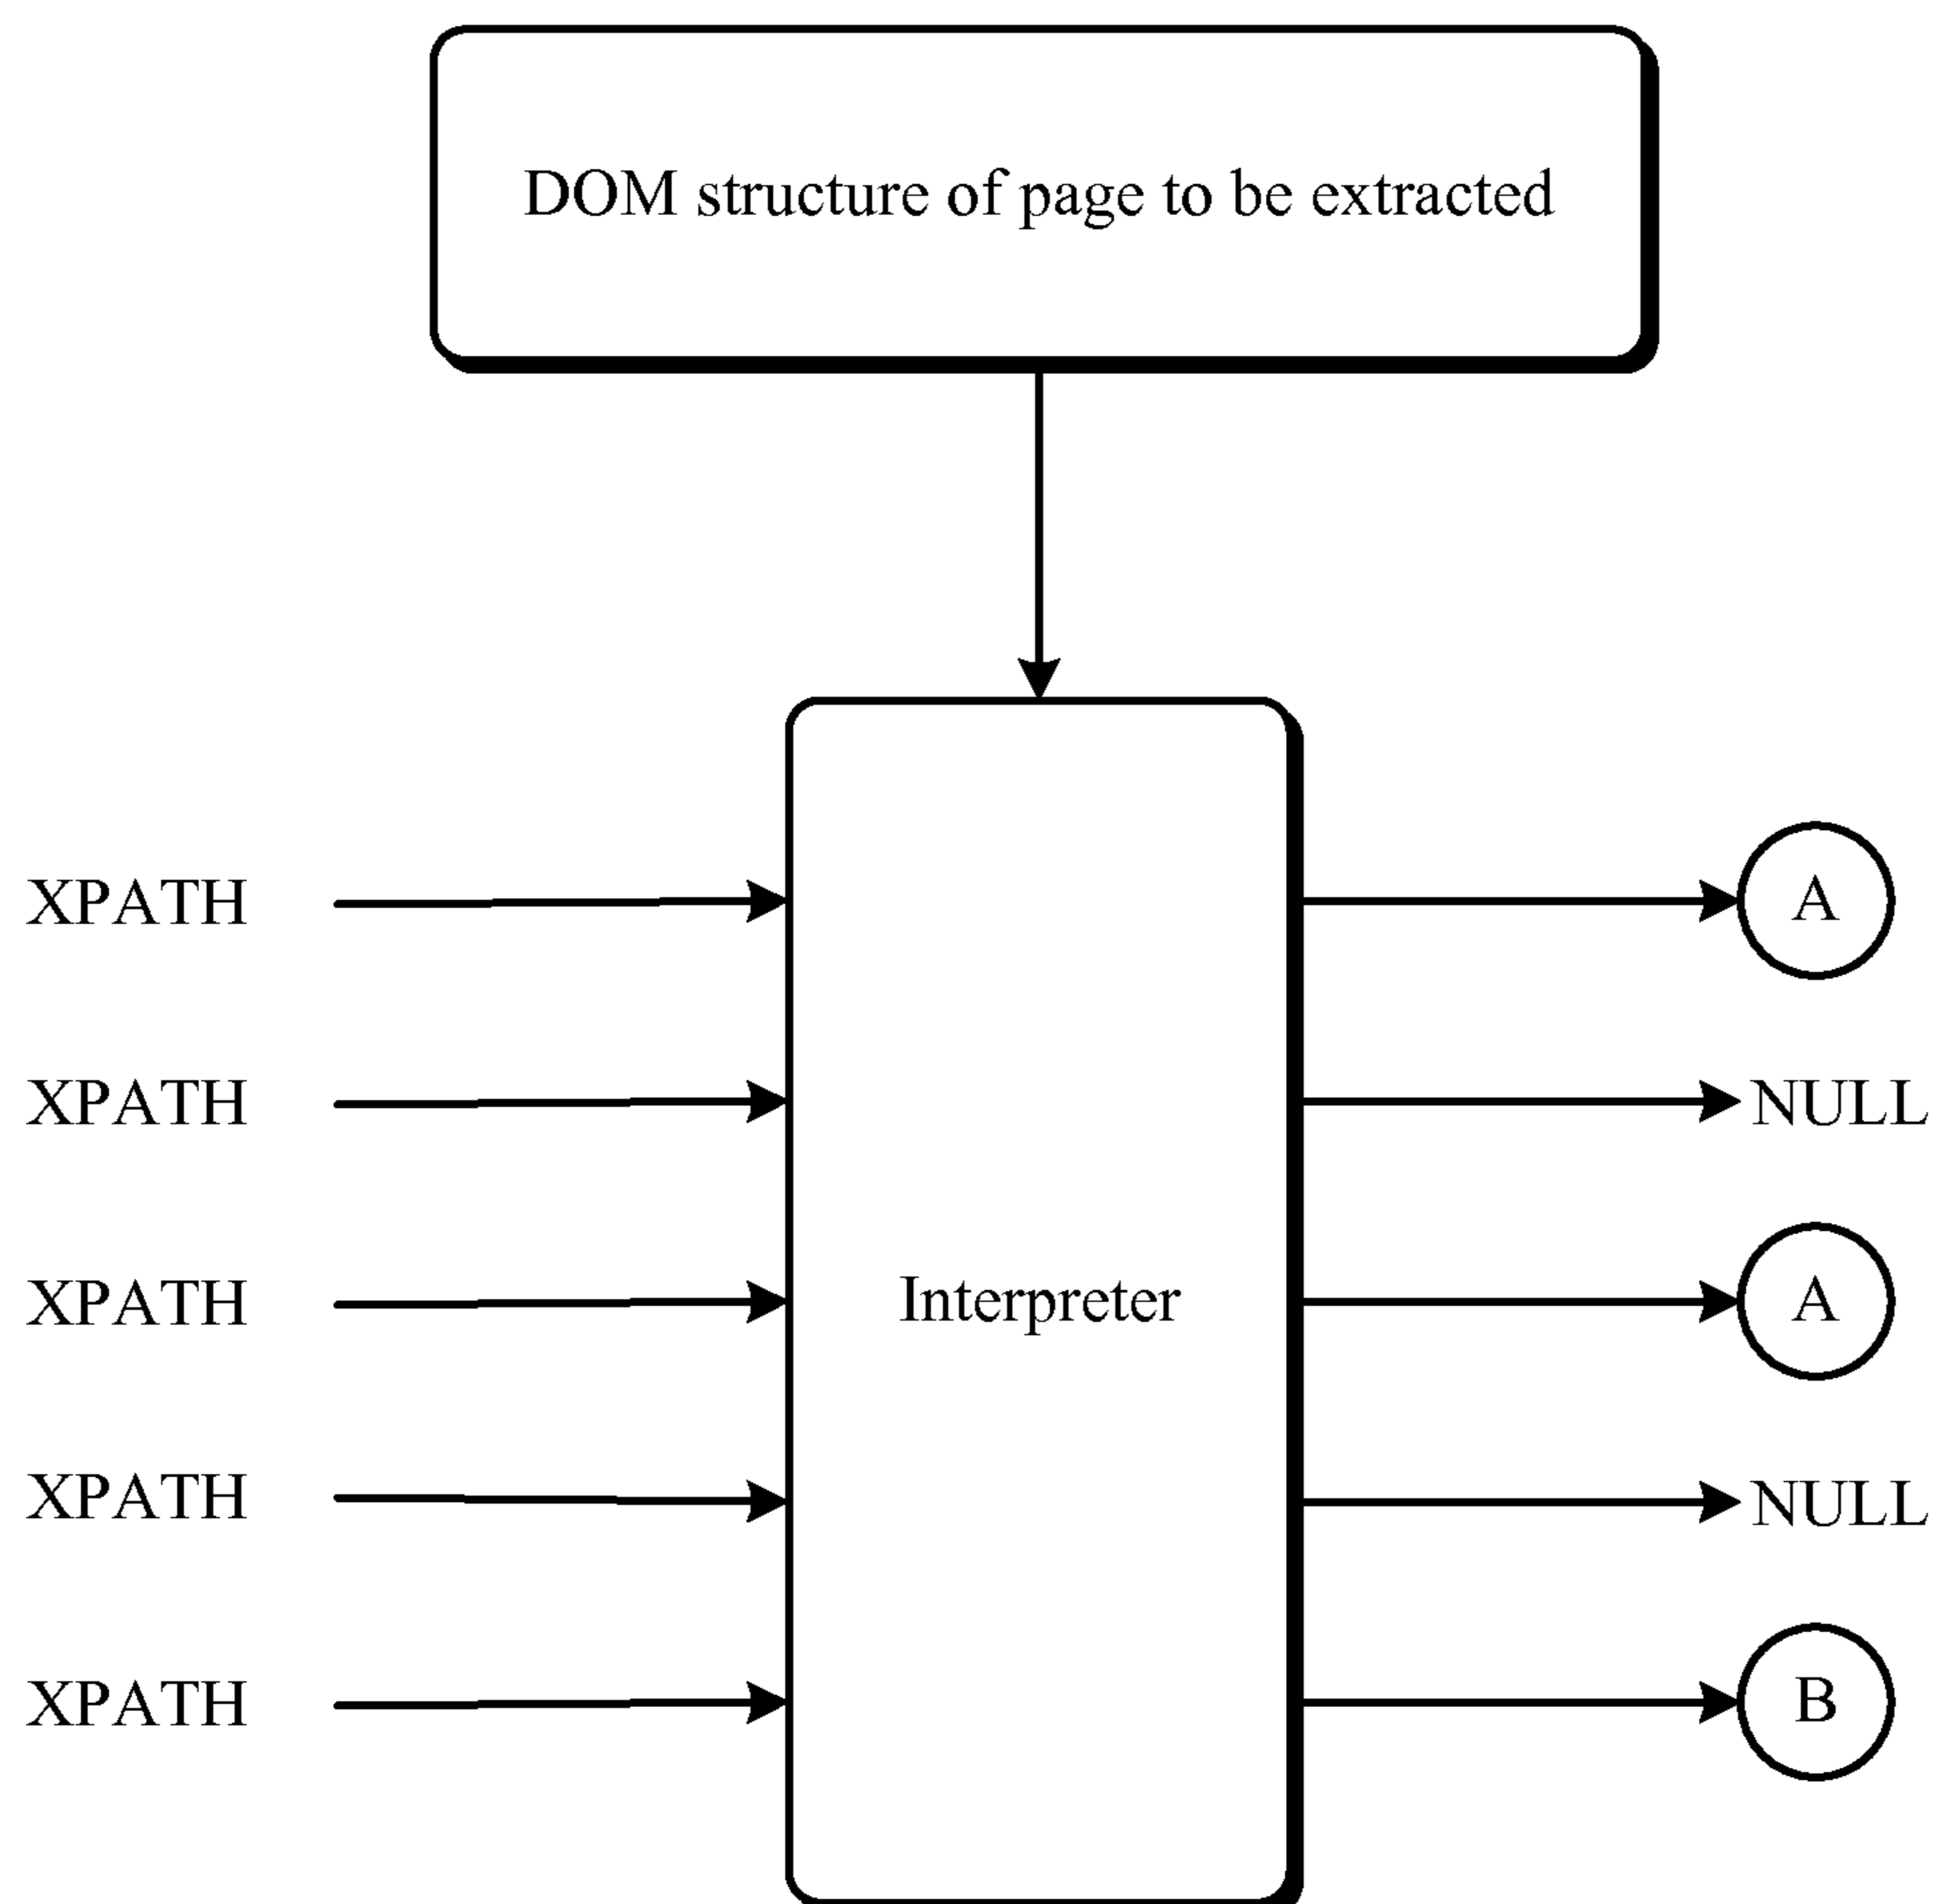 DOM structure of page to be extracted
XPATH
A
XPATH
NULL
XPATH
Interpreter
A
XPATH
NULL
XPATH
B